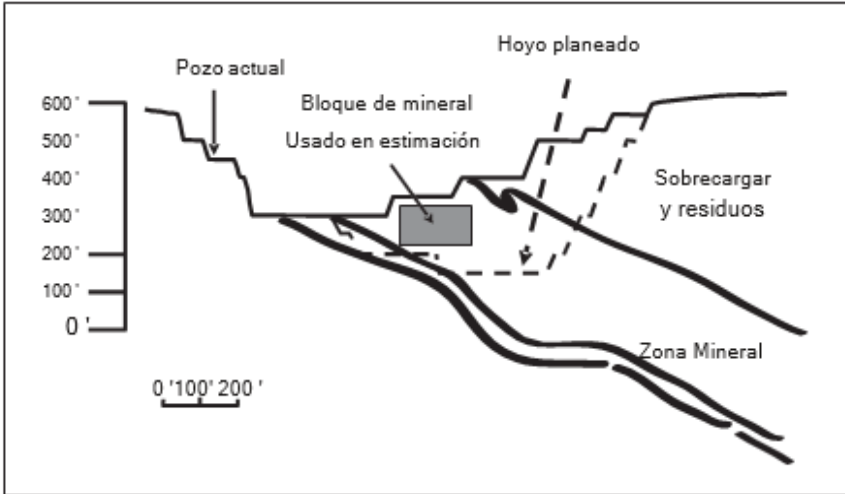 Hoyo planeado
Pozo actual
Bloque de mineral
Usado en estimación
600 '
500 '
400 '
300 '
200 '
100 '
0 '
Sobrecargar
y residuos
Zona Mineral
0 '100' 200 '